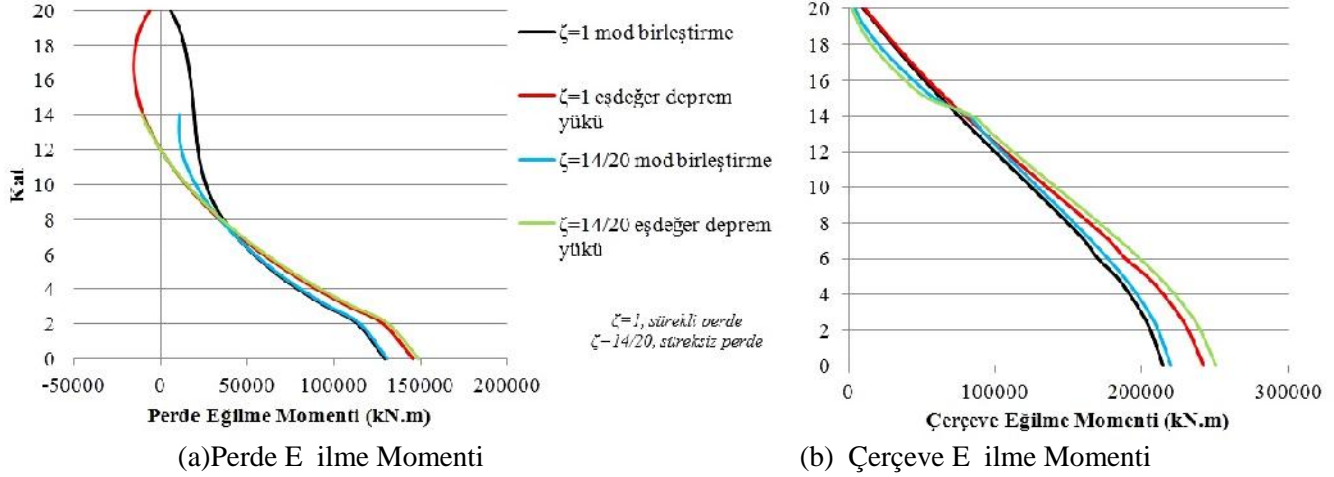 20
18
16
14
12
10
8
6
4
2
0
Kat
-50000 0 50000 100000 150000 200000
Perde Eğilme Momenti (kN.m)
ζ=1 mod birleştirme
ζ=1 eşdeğer deprem
yükü
ζ=14/20 mod birleştirme
ζ=14/20 eşdeğer deprem
yükü
ζ=1, sürekli perde
ζ=14/20, süreksiz perde
20
18
16
14
12
10
8
6
4
2
0
0 100000 200000 300000
Çerçeve Eğilme Momenti (kN.m)
(a)Perde E ilme Momenti
(b) Çerçeve E ilme Momenti